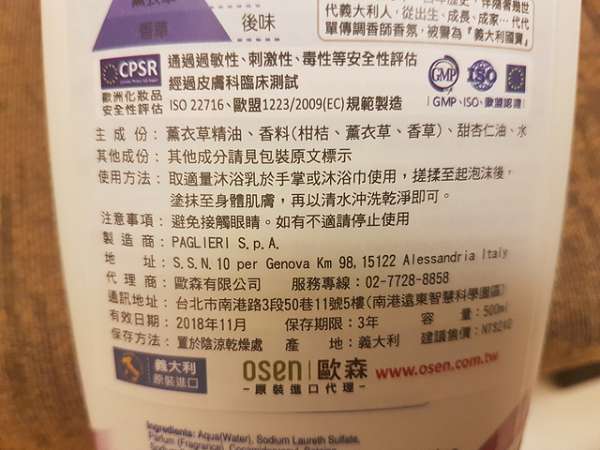 薰衣草
香草
後味
代義大利人，從出生、成長、成家…代代
單傳調香師香氛，被譽為『義大利國寶』
CPSR
歐洲化妝品
安全性評估
通過過敏性、刺激性、毒性等安全性評估
經過皮膚科臨床測試
ISO 22716、歐盟1223/2009(EC)規範製造
GMP
ISO
GMP、ISO、歐盟認證
主成份：薰衣草精油、香料(柑桔、薰衣草、香草)、甜杏仁油、水
其他成份：其他成分請見包裝原文標示
使用方法：取適量沐浴乳於手掌或沐浴巾使用，搓揉至起泡沫後，
塗抹至身體肌膚，再以清水沖洗乾淨即可。
注意事項：避免接觸眼睛。如有不適請停止使用
製造商：PAGLIERI S.p.A.
地址：S.S.N.10 per Genova Km 98,15122 Alessandria Italy
代理商：歐森有限公司 服務專線：02-7728-8858
通訊地址：台北市南港路3段50巷11號5樓(南港遠東智慧科學園區)
有效日期：2018年11月 保存期限：3年 容量：500ml
保存方法：置於陰涼乾燥處 產地：義大利 建議售價：NT$240
義大利
原裝進口
osen 歐森
-原裝進口代理-
www.osen.com.tw
Ingredients: Aqua(Water), Sodium Laureth Sulfate,
Parfum (Fragrance),